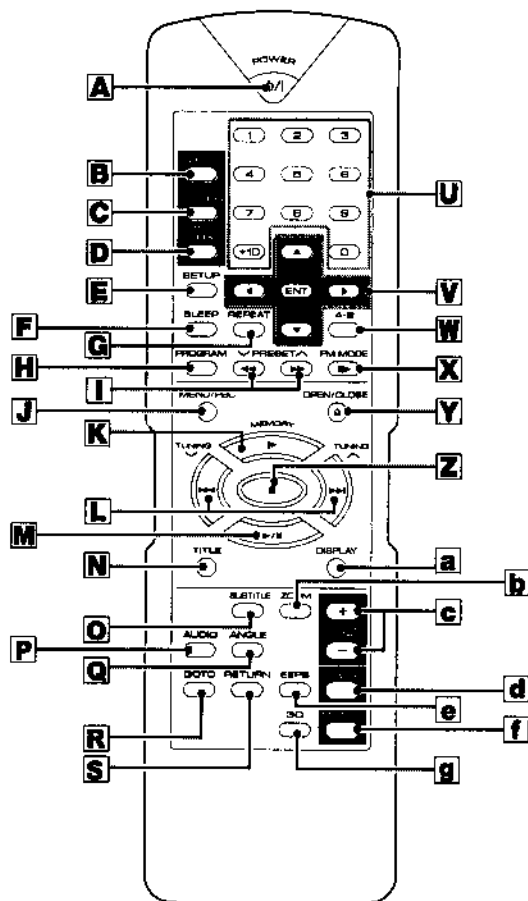 POWER
A
1 2 3
B
4 5 6
U
C
7 8 9
D
+10 0
SETUP
E
ENT
V
SLEEP REPEAT A-B
F
G
W
PROGRAM PRESET FM MODE
H
I
X
MENU/PBC OPEN/CLOSE
J
Y
K
MEMORY
TUNING TUNING
Z
L
M
TITLE DISPLAY
N
a
b
SUBTITLE ZOOM
O
+
c
AUDIO ANGLE
P
−
Q
GOTO RETURN
d
R
e
S
3D
f
g